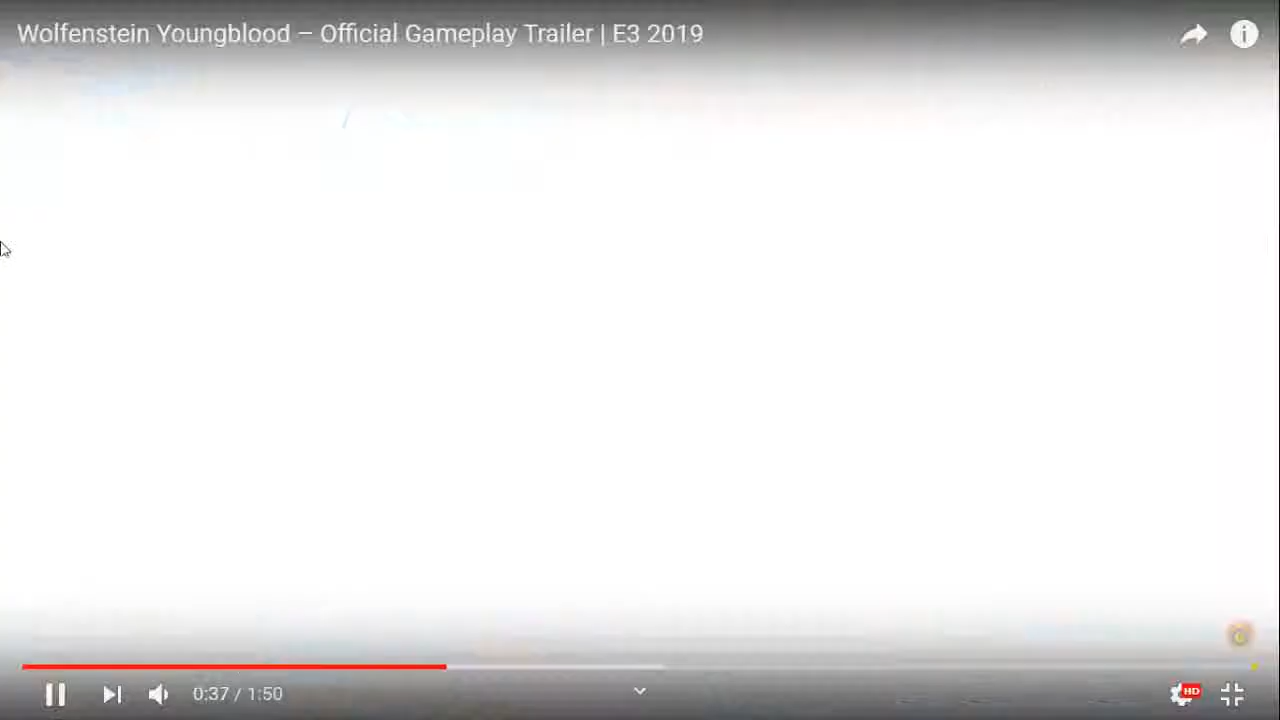 Wolfenstein Youngblood – Official Gameplay Trailer | E3 2019
0:37 / 1:50
HD